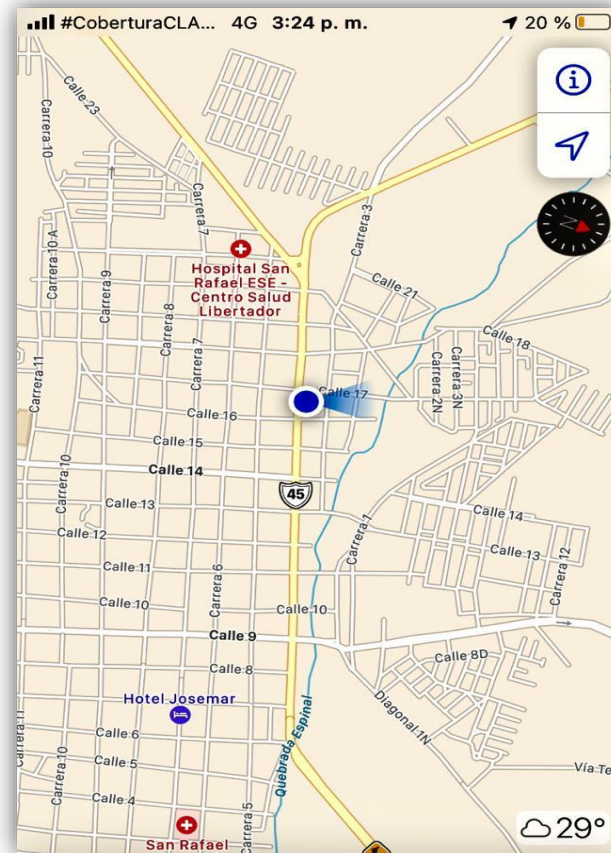 #CoberturaCLA... 4G 3:24 p. m. 20 %
Calle 23
Carrera 10
Carrera 7
Carrera 3
Hospital San
Rafael ESE -
Centro Salud
Libertador
Carrera 10 A
Carrera 9
Carrera 8
Calle 21
Calle 18
Carrera 7
Carrera 11
Carrera 2N
Carrera 3N
Calle 17
Calle 16
Calle 15
Calle 14
Carrera 10
45
Calle 13
Calle 14
Carrera 1
Calle 12
Calle 13
Carrera 12
Calle 11
Carrera 6
Calle 10
Calle 10
Calle 9
Calle 8D
Calle 8
Hotel Josemar
Diagonal 1N
Quebrada Espinal
Carrera 11
Calle 6
Carrera 10
Calle 5
Vía Te
Calle 4
Carrera 5
29°
San Rafael